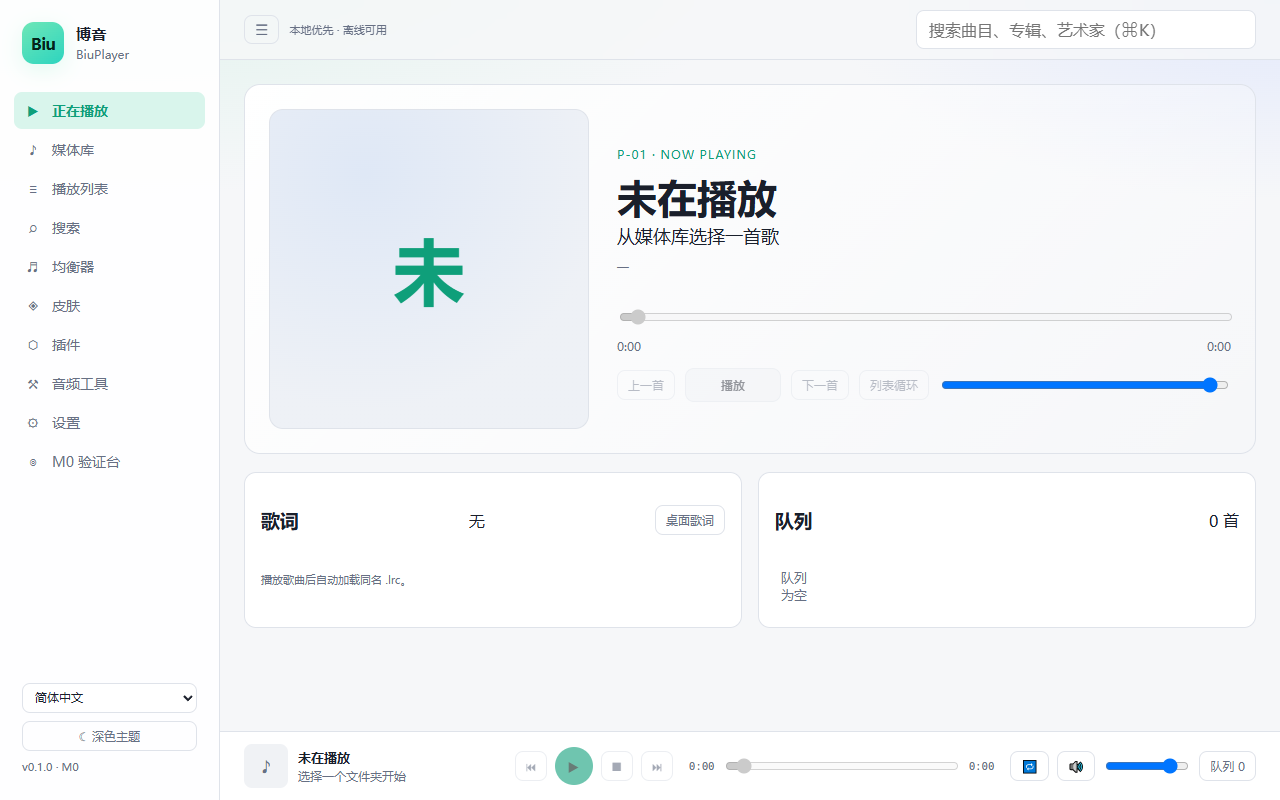 Biu
博音
BiuPlayer
正在播放
媒体库
播放列表
搜索
均衡器
皮肤
插件
音频工具
设置
M0 验证台
简体中文
☾ 深色主题
v0.1.0 · M0
☰
本地优先 · 离线可用
搜索曲目、专辑、艺术家（⌘K）
未
P-01 · NOW PLAYING
未在播放
从媒体库选择一首歌
—
0:00 0:00
上一首 播放 下一首 列表循环
歌词 无 桌面歌词
播放歌曲后自动加载同名 .lrc。
队列 0 首
队列
为空
未在播放
选择一个文件夹开始
0:00 0:00
队列 0